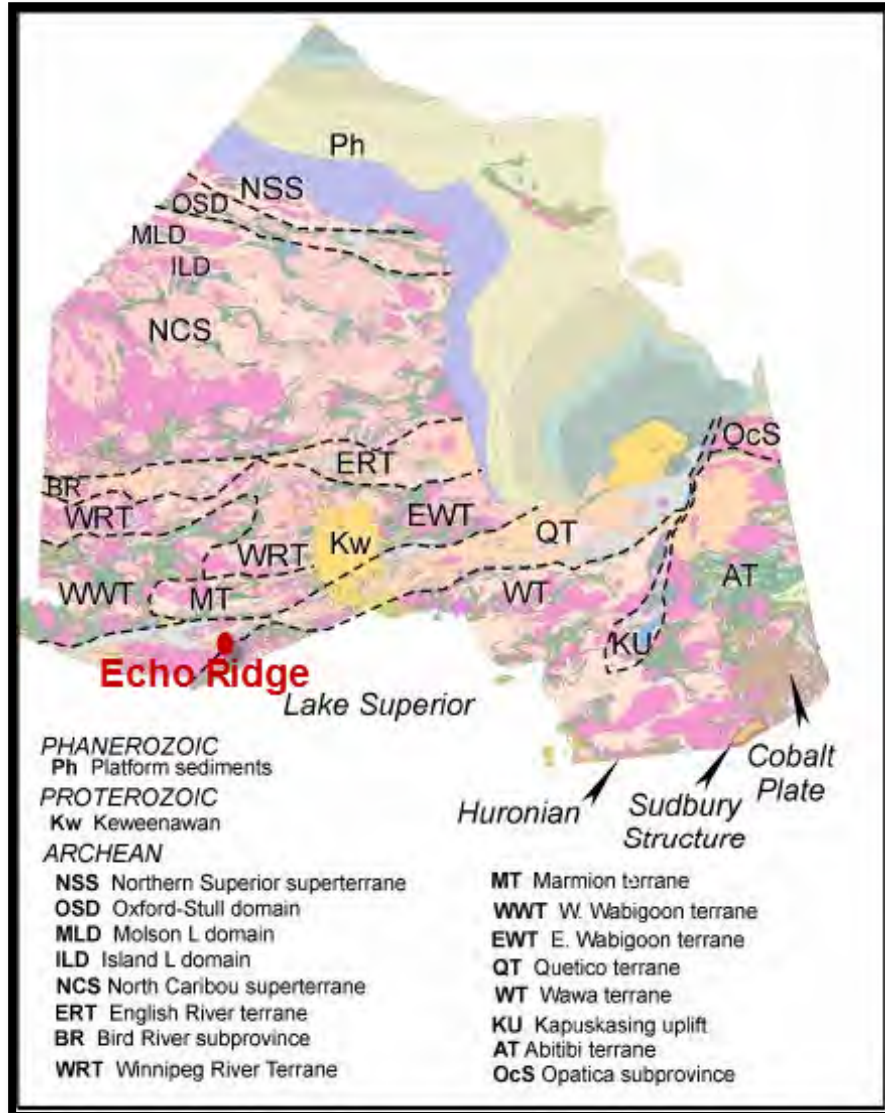 Ph
NSS
OSD
MLD
ILD
NCS
ERT
BR
WRT
EWT
OcS
QT
Kw
WRT
WWT
MT
WT
AT
KU
Echo Ridge
Lake Superior
Cobalt
Plate
Huronian
Sudbury
Structure
PHANEROZOIC
Ph Platform sediments
PROTEROZOIC
Kw Keweenawan
ARCHEAN
NSS Northern Superior superterrane
OSD Oxford-Stull domain
MLD Molson L domain
ILD Island L domain
NCS North Caribou superterrane
ERT English River terrane
BR Bird River subprovince
WRT Winnipeg River Terrane
MT Marmion terrane
WWT W. Wabigoon terrane
EWT E. Wabigoon terrane
QT Quetico terrane
WT Wawa terrane
KU Kapuskasing uplift
AT Abitibi terrane
OcS Opatica subprovince